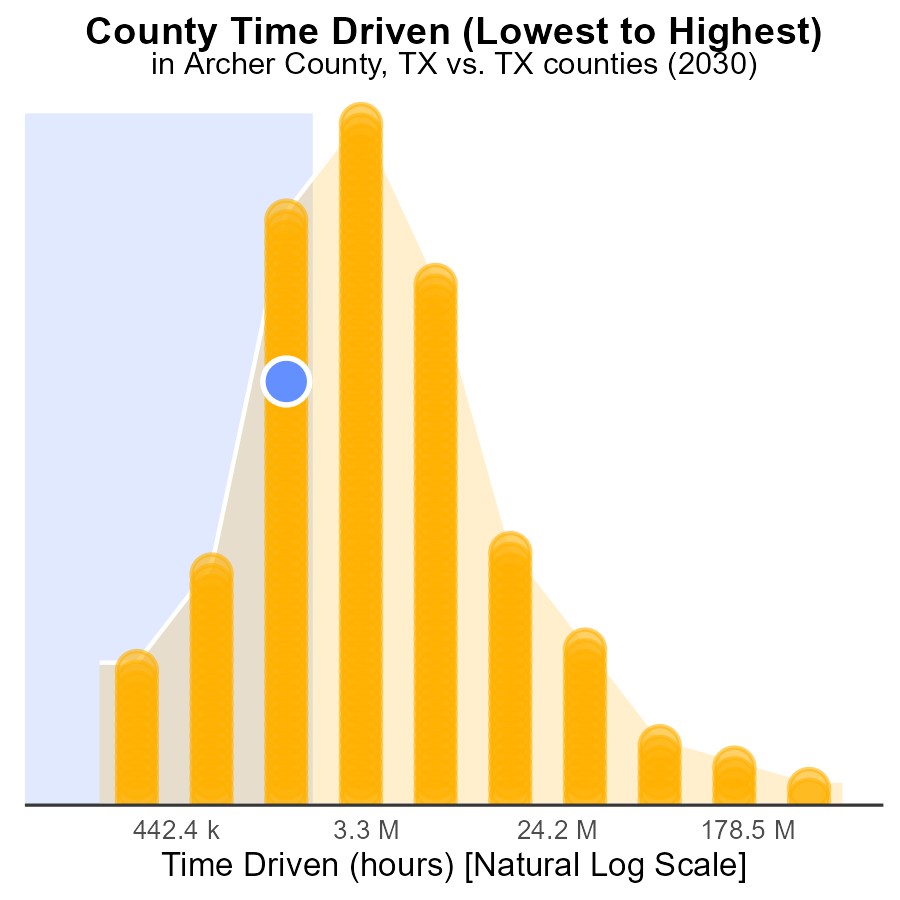 County Time Driven (Lowest to Highest)
in Archer County, TX vs. TX counties (2030)
442.4 k 3.3 M 24.2 M 178.5 M
Time Driven (hours) [Natural Log Scale]